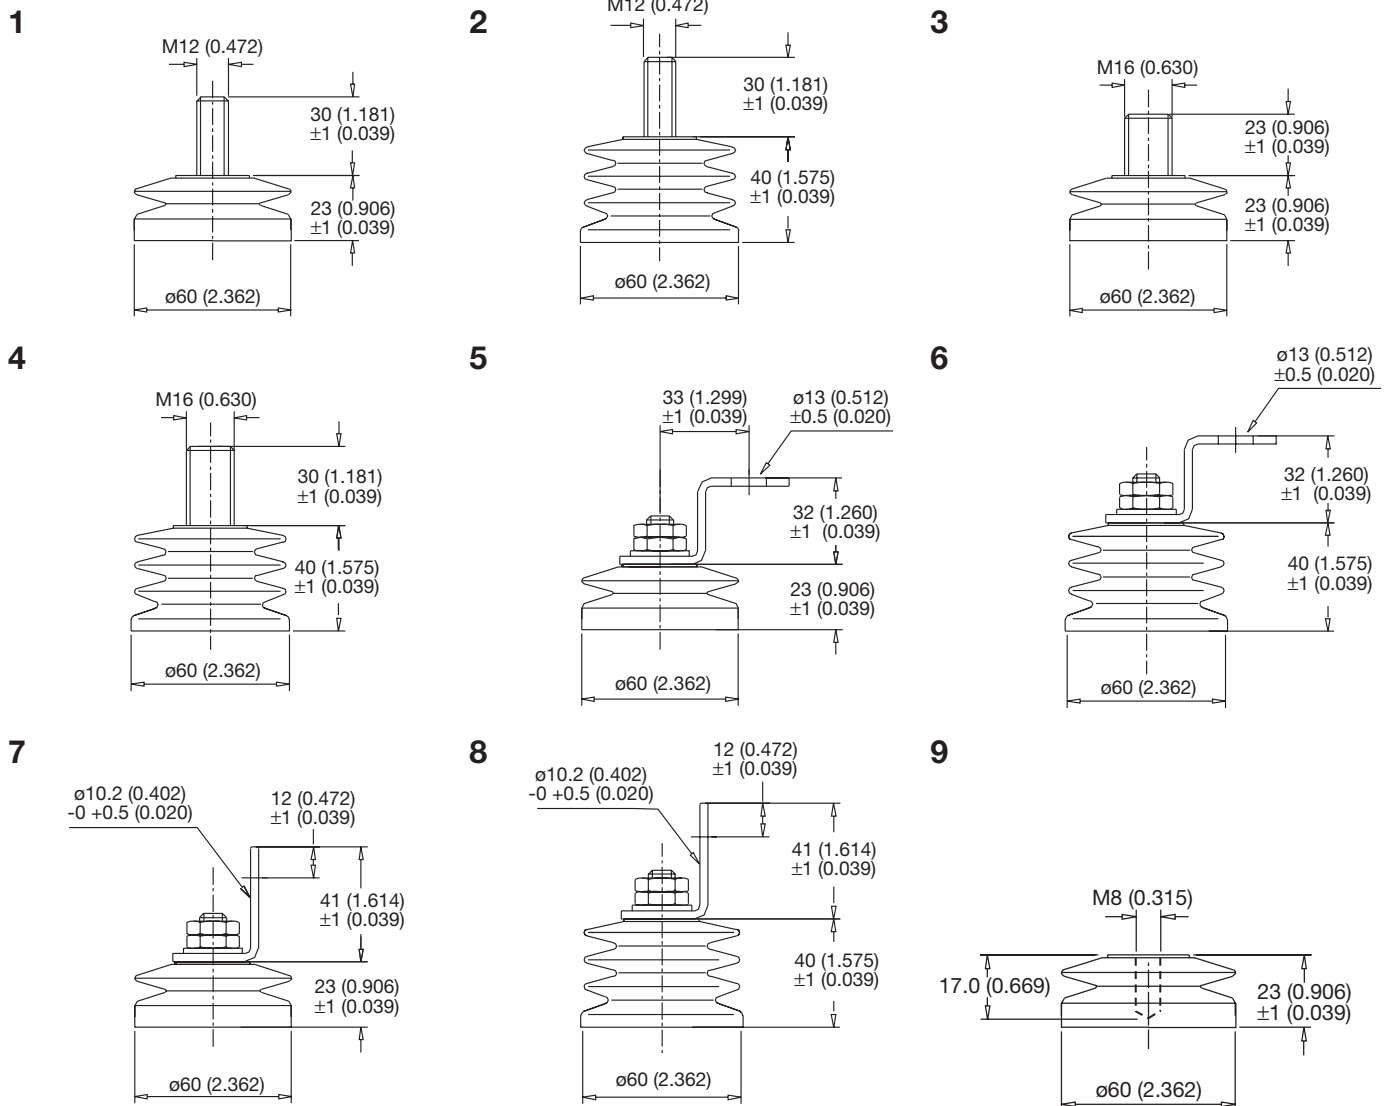 1
M12 (0.472)
30 (1.181)
±1 (0.039)
23 (0.906)
±1 (0.039)
ø60 (2.362)
2
M12 (0.472)
30 (1.181)
±1 (0.039)
40 (1.575)
±1 (0.039)
ø60 (2.362)
3
M16 (0.630)
23 (0.906)
±1 (0.039)
23 (0.906)
±1 (0.039)
ø60 (2.362)
4
M16 (0.630)
30 (1.181)
±1 (0.039)
40 (1.575)
±1 (0.039)
ø60 (2.362)
5
33 (1.299)
±1 (0.039)
ø13 (0.512)
±0.5 (0.020)
32 (1.260)
±1 (0.039)
23 (0.906)
±1 (0.039)
ø60 (2.362)
6
ø13 (0.512)
±0.5 (0.020)
32 (1.260)
±1 (0.039)
40 (1.575)
±1 (0.039)
ø60 (2.362)
7
ø10.2 (0.402)
-0 +0.5 (0.020)
12 (0.472)
±1 (0.039)
41 (1.614)
±1 (0.039)
23 (0.906)
±1 (0.039)
ø60 (2.362)
8
ø10.2 (0.402)
-0 +0.5 (0.020)
12 (0.472)
±1 (0.039)
41 (1.614)
±1 (0.039)
40 (1.575)
±1 (0.039)
ø60 (2.362)
9
M8 (0.315)
17.0 (0.669)
23 (0.906)
±1 (0.039)
ø60 (2.362)